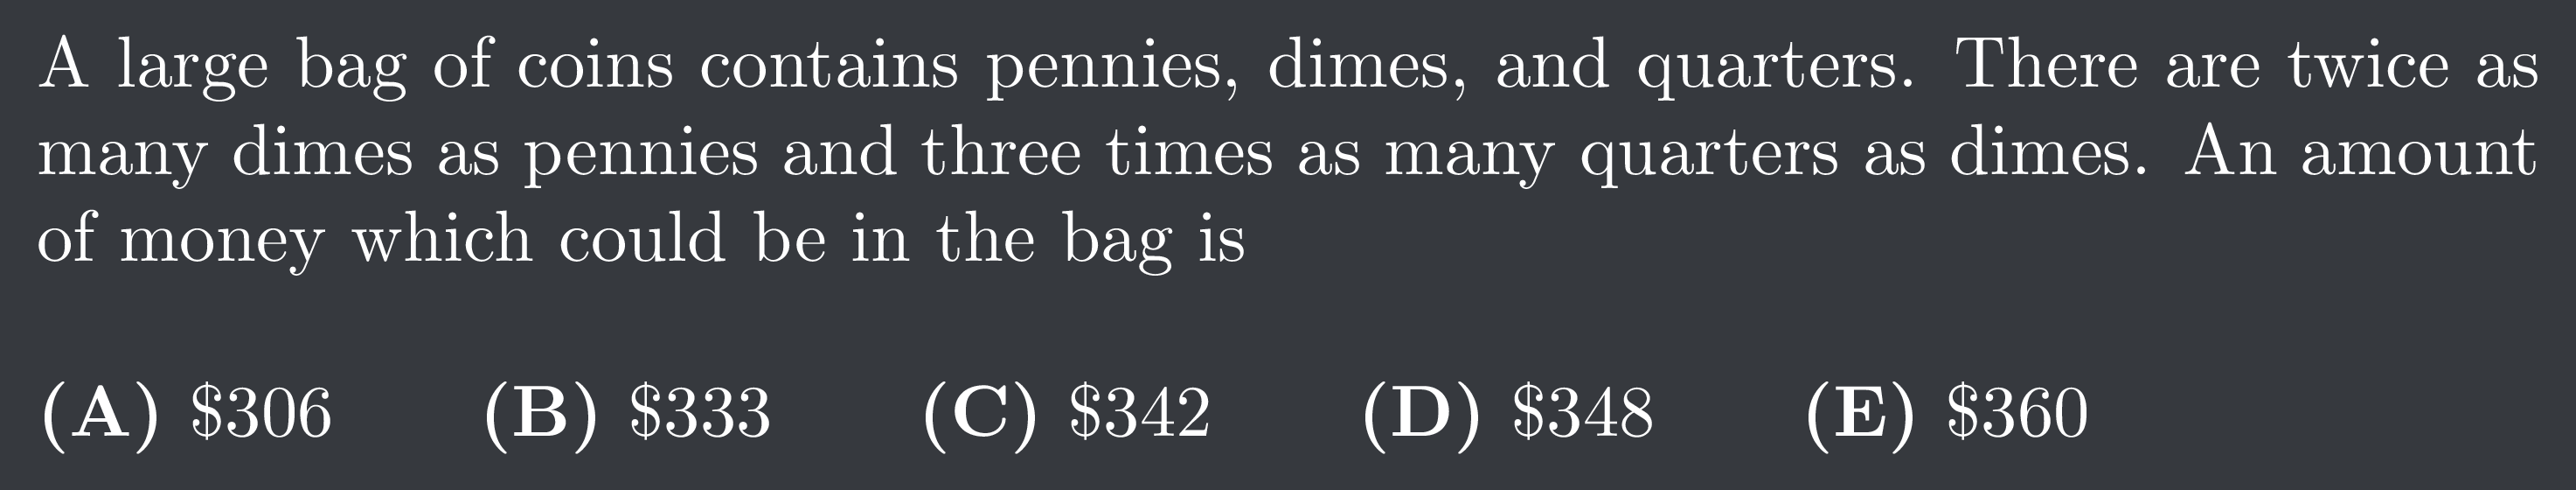 A large bag of coins contains pennies, dimes, and quarters. There are twice as
many dimes as pennies and three times as many quarters as dimes. An amount
of money which could be in the bag is
(A) $306 (B) $333 (C) $342 (D) $348 (E) $360